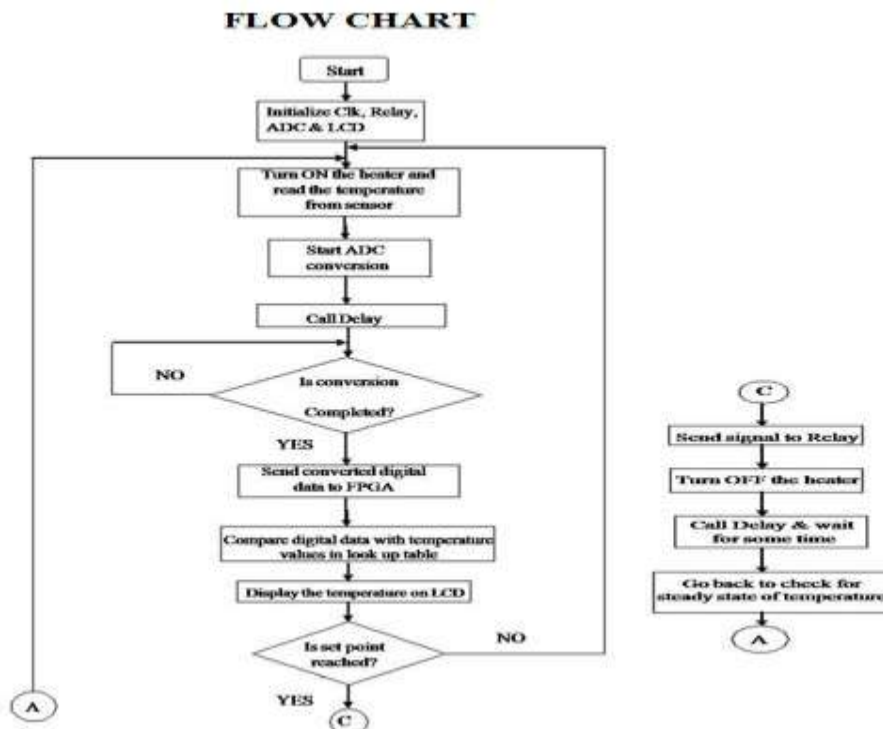 FLOW CHART
Start
Initialize Clk, Relay,
ADC & LCD
Turn ON the heater and
read the temperature
from sensor
Start ADC
conversion
Call Delay
NO
Is conversion
Completed?
YES
Send converted digital
data to FPGA
Compare digital data with temperature
values in look up table
Display the temperature on LCD
Is set point
reached?
NO
YES
A
C
C
Send signal to Relay
Turn OFF the heater
Call Delay & wait
for some time
Go back to check for
steady state of temperature
A